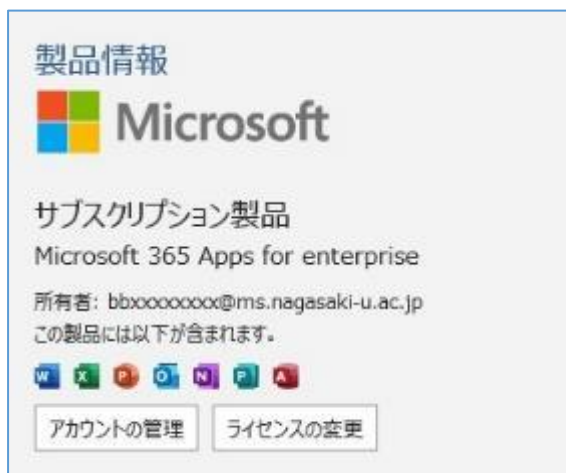 製品情報
Microsoft
サブスクリプション製品
Microsoft 365 Apps for enterprise
所有者: bbxxxxxxxx@ms.nagasaki-u.ac.jp
この製品には以下が含まれます。
W X P O N P A
アカウントの管理 ライセンスの変更